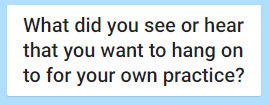 What did you see or hear
that you want to hang on
to for your own practice?